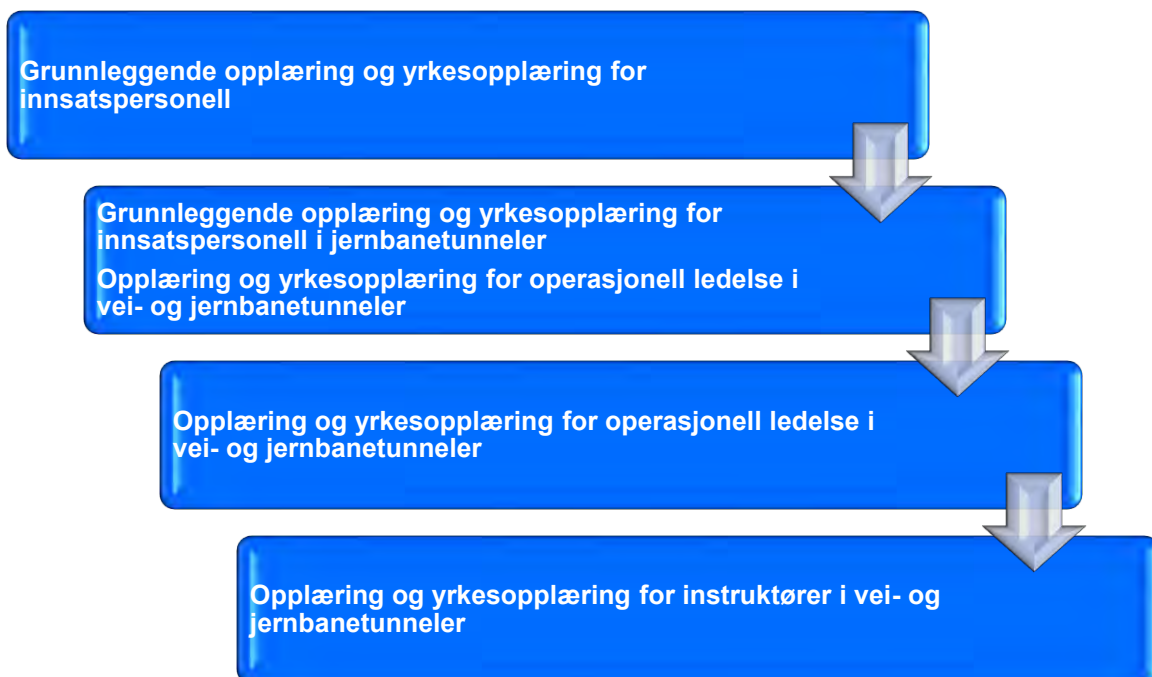 Grunnleggende opplæring og yrkesopplæring for
innsatspersonell
Grunnleggende opplæring og yrkesopplæring for
innsatspersonell i jernbanetunneler
Opplæring og yrkesopplæring for operasjonell ledelse i
vei- og jernbanetunneler
Opplæring og yrkesopplæring for operasjonell ledelse i
vei- og jernbanetunneler
Opplæring og yrkesopplæring for instruktører i vei- og
jernbanetunneler